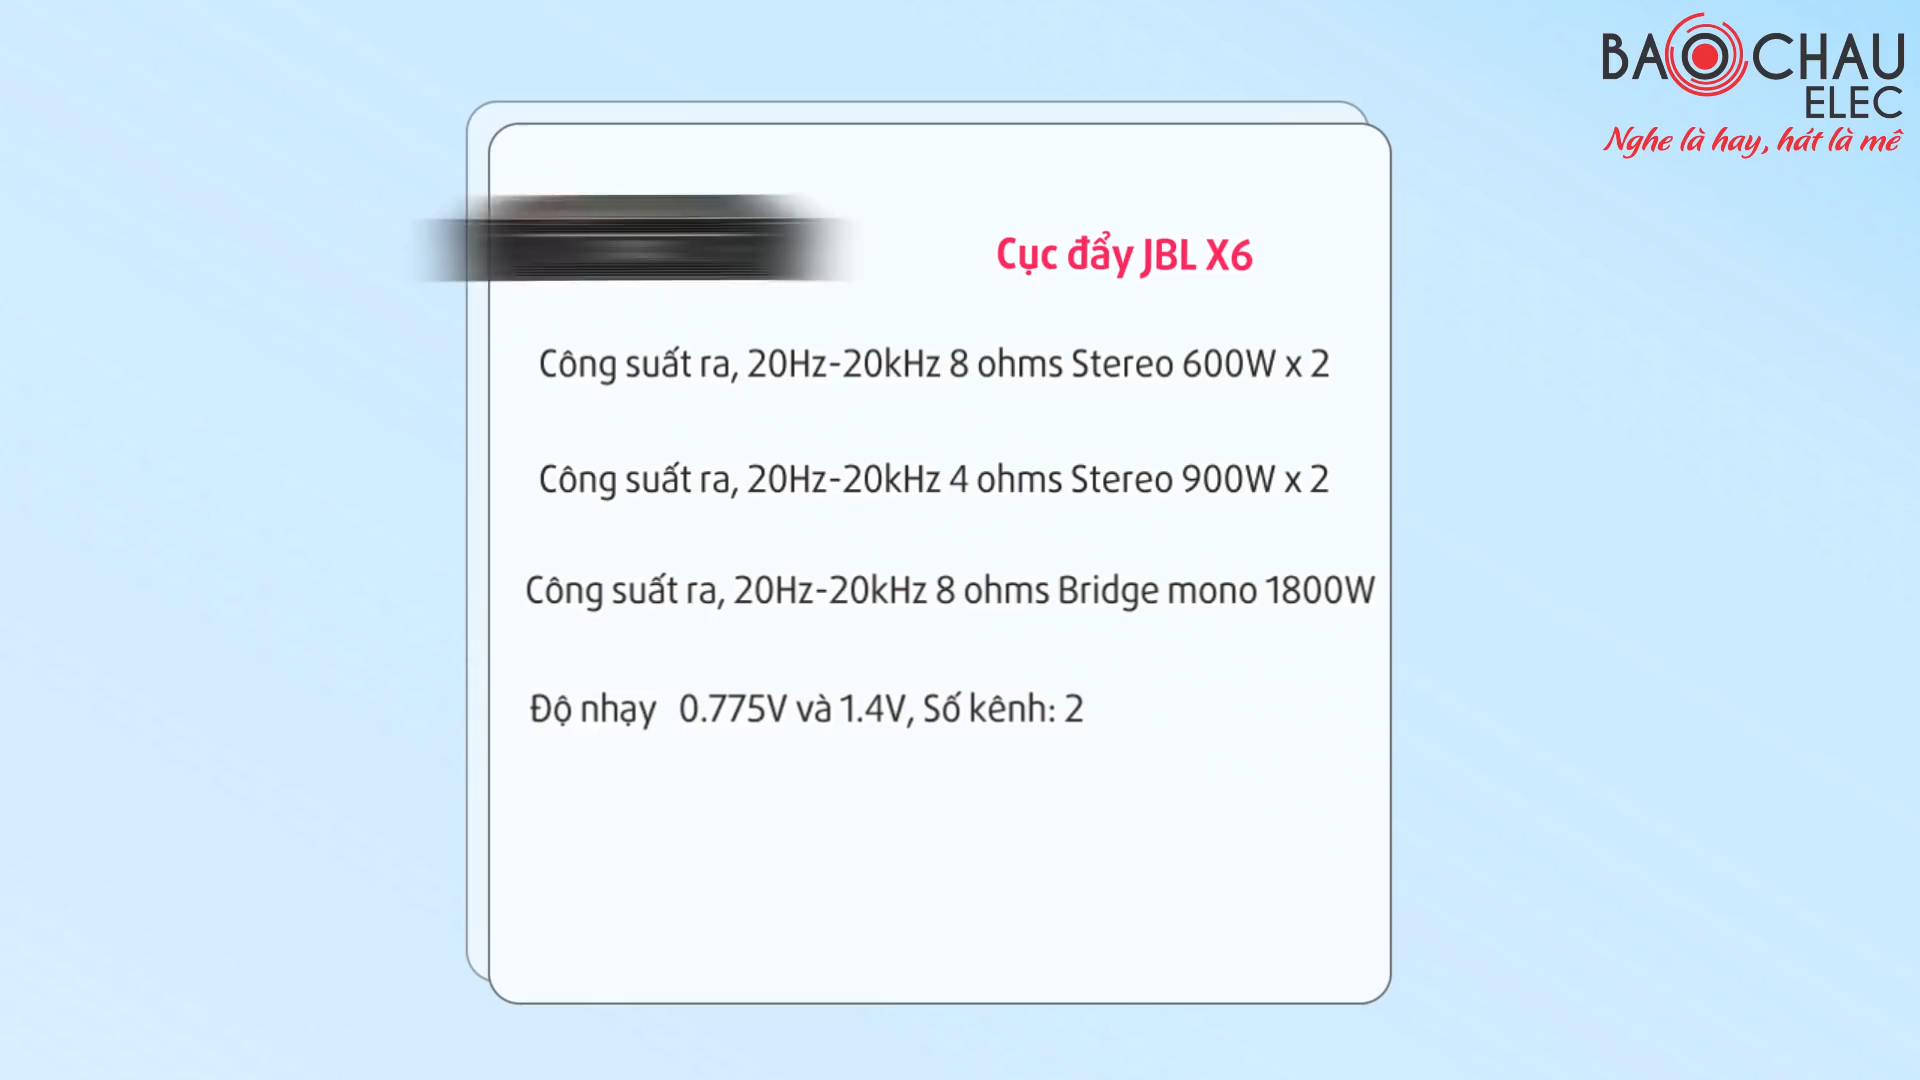 BAO CHAU
ELEC
Nghe là hay, hát là mê
Cục đẩy JBL X6
Công suất ra, 20Hz-20kHz 8 ohms Stereo 600W x 2
Công suất ra, 20Hz-20kHz 4 ohms Stereo 900W x 2
Công suất ra, 20Hz-20kHz 8 ohms Bridge mono 1800W
Độ nhạy 0.775V và 1.4V, Số kênh: 2